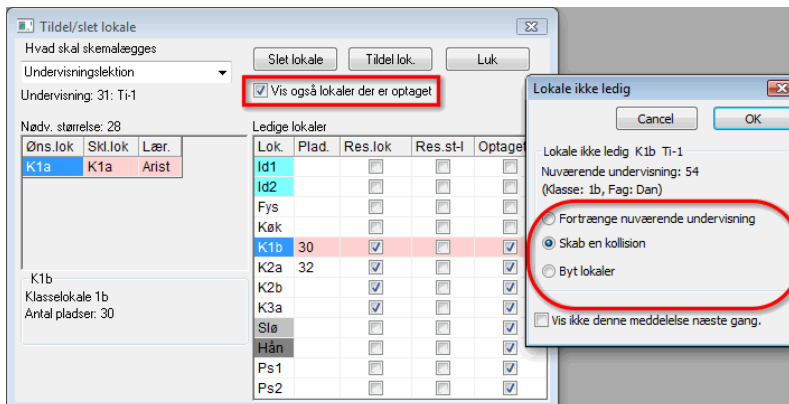 Tildel/slet lokale
Hvad skal skemalægges
Undervisningslektion
Undervisning: 31: Ti-1
Slet lokale
Tildel lok.
Luk
Vis også lokaler der er optaget
Nødv. størrelse: 28
Øns.lok Skl.lok Lær.
K1a K1a Arist
K1b
Klasselokale 1b
Antal pladser: 30
Ledige lokaler
Lok. Plad. Res.lok Res.st-l Optaget
Id1
Id2
Fys
Køk
K1b 30
K2a 32
K2b
K3a
Slø
Hån
Ps1
Ps2
Lokale ikke ledig
Cancel
OK
Lokale ikke ledig K1b Ti-1
Nuværende undervisning: 54
(Klasse: 1b, Fag: Dan)
Fortrænge nuværende undervisning
Skab en kollision
Byt lokaler
Vis ikke denne meddelelse næste gang.